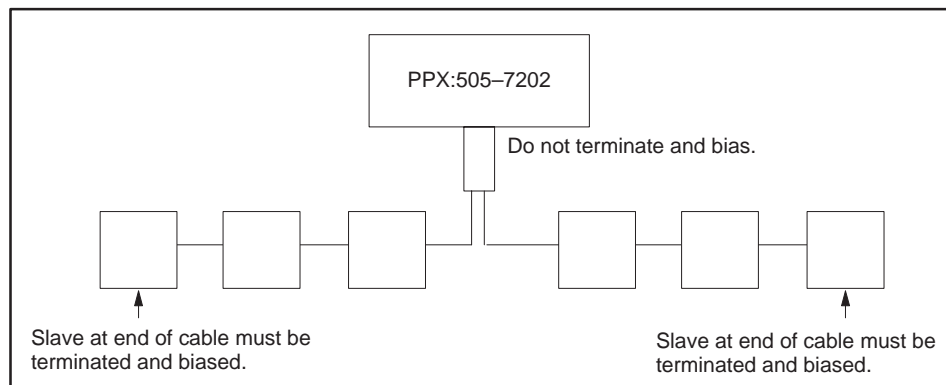 PPX:505–7202
Do not terminate and bias.
Slave at end of cable must be
terminated and biased.
Slave at end of cable must be
terminated and biased.